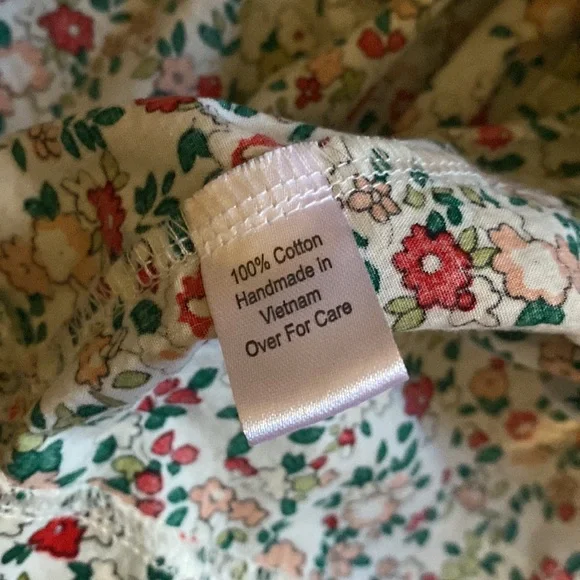 100% Cotton
Handmade in
Vietnam
Over For Care